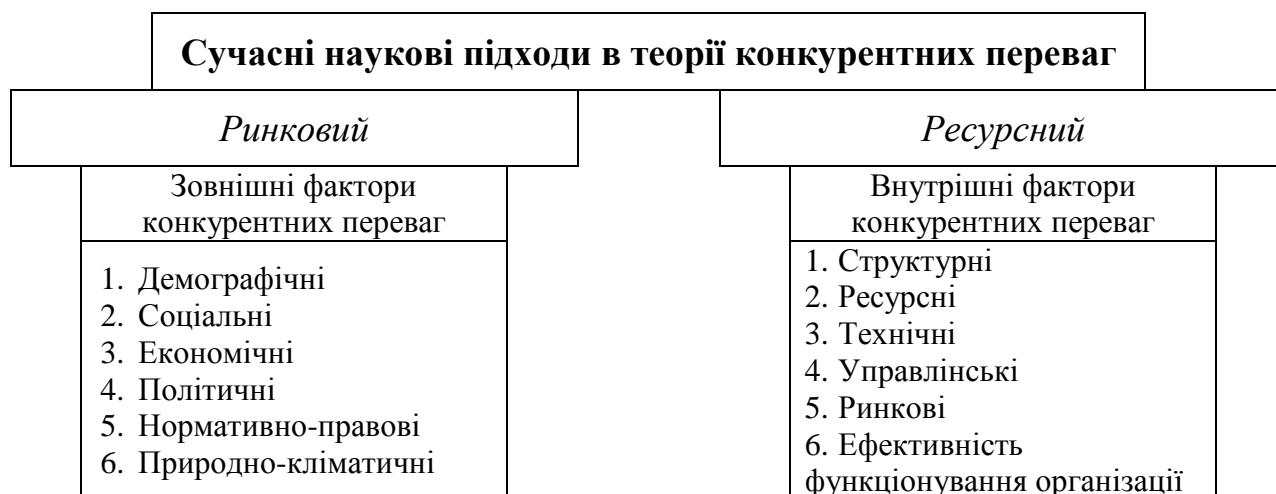 Сучасні наукові підходи в теорії конкурентних переваг
Ринковий
Зовнішні фактори
конкурентних переваг
1. Демографічні
2. Соціальні
3. Економічні
4. Політичні
5. Нормативно-правові
6. Природно-кліматичні
Ресурсний
Внутрішні фактори
конкурентних переваг
1. Структурні
2. Ресурсні
3. Технічні
4. Управлінські
5. Ринкові
6. Ефективність
функціонування організації